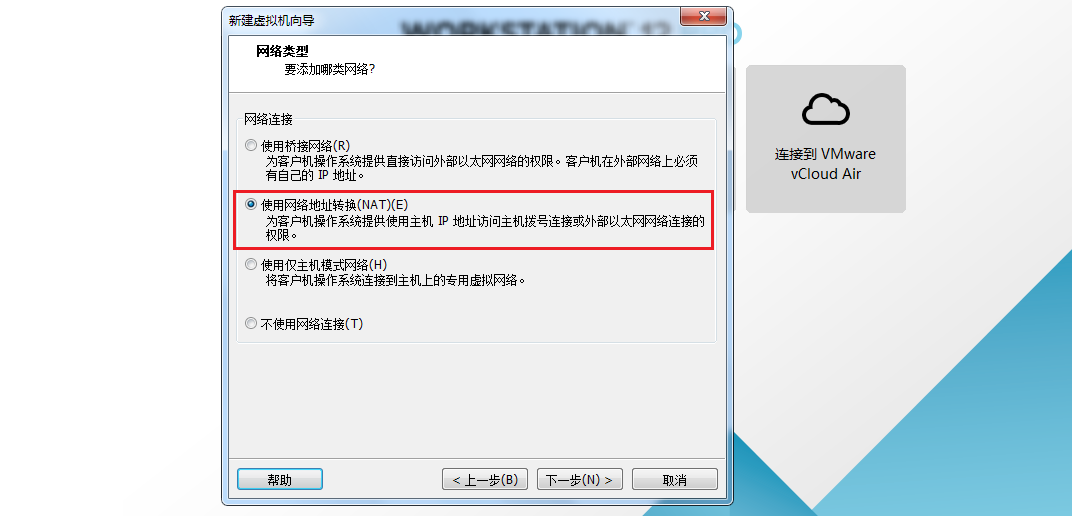 新建虚拟机向导
WORKSTATION 12
网络类型
要添加哪类网络?
网络连接
使用桥接网络(R)
为客户机操作系统提供直接访问外部以太网网络的权限。客户机在外部网络上必须
有自己的 IP 地址。
使用网络地址转换(NAT)(E)
为客户机操作系统提供使用主机 IP 地址访问主机拨号连接或外部以太网网络连接的
权限。
使用仅主机模式网络(H)
将客户机操作系统连接到主机上的专用虚拟网络。
不使用网络连接(T)
帮助
< 上一步(B)
下一步(N) >
取消
连接到 VMware
vCloud Air